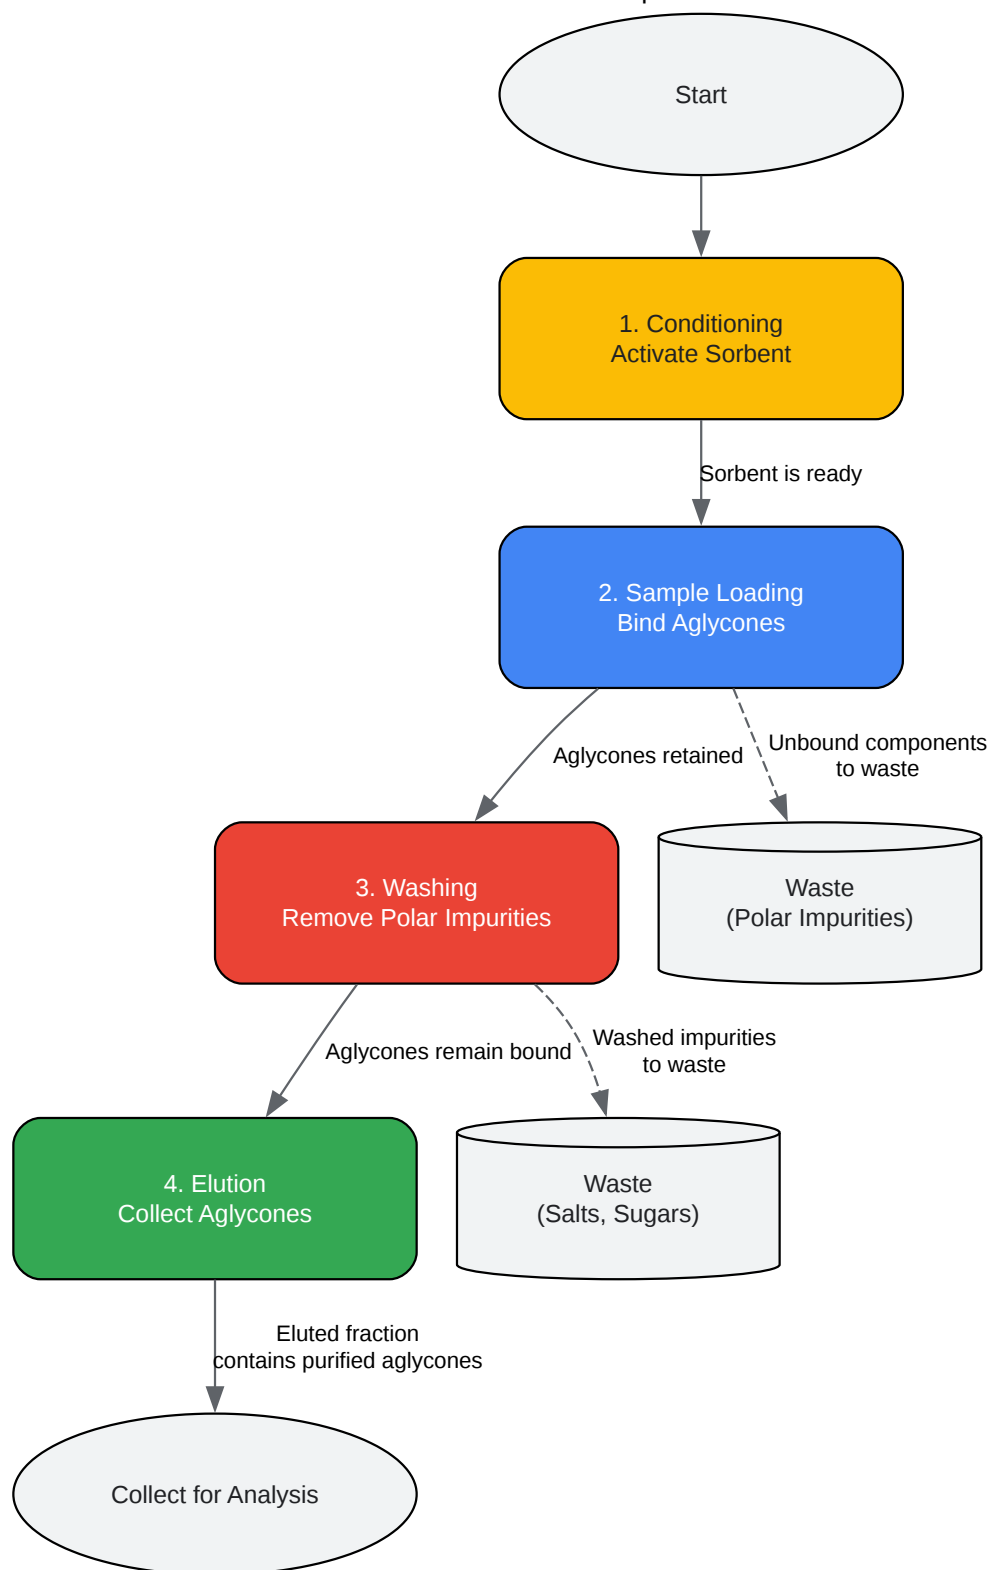 Start
1. Conditioning
Activate Sorbent
Sorbent is ready
2. Sample Loading
Bind Aglycones
Aglycones retained
Unbound components
to waste
3. Washing
Remove Polar Impurities
Waste
(Polar Impurities)
Aglycones remain bound
Washed impurities
to waste
4. Elution
Collect Aglycones
Waste
(Salts, Sugars)
Eluted fraction
contains purified aglycones
Collect for Analysis